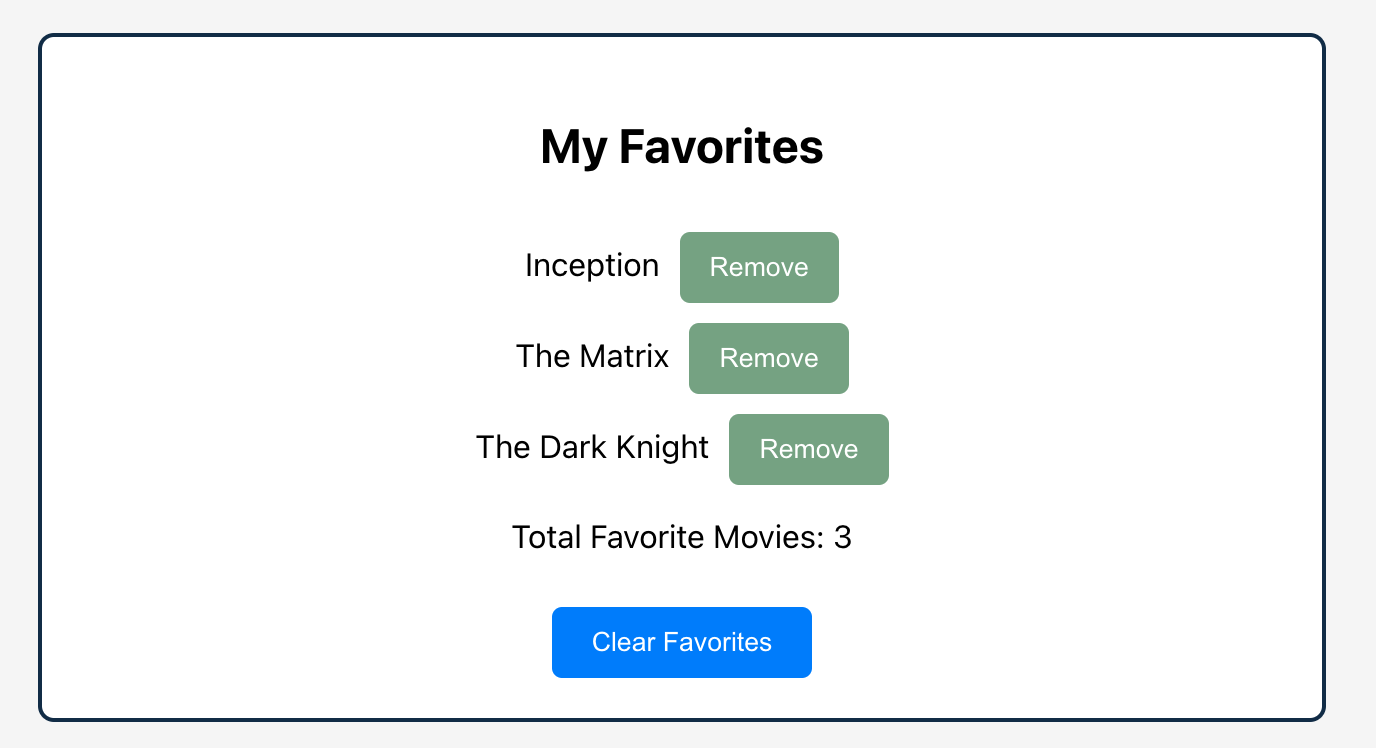 My Favorites
Inception Remove
The Matrix Remove
The Dark Knight Remove
Total Favorite Movies: 3
Clear Favorites